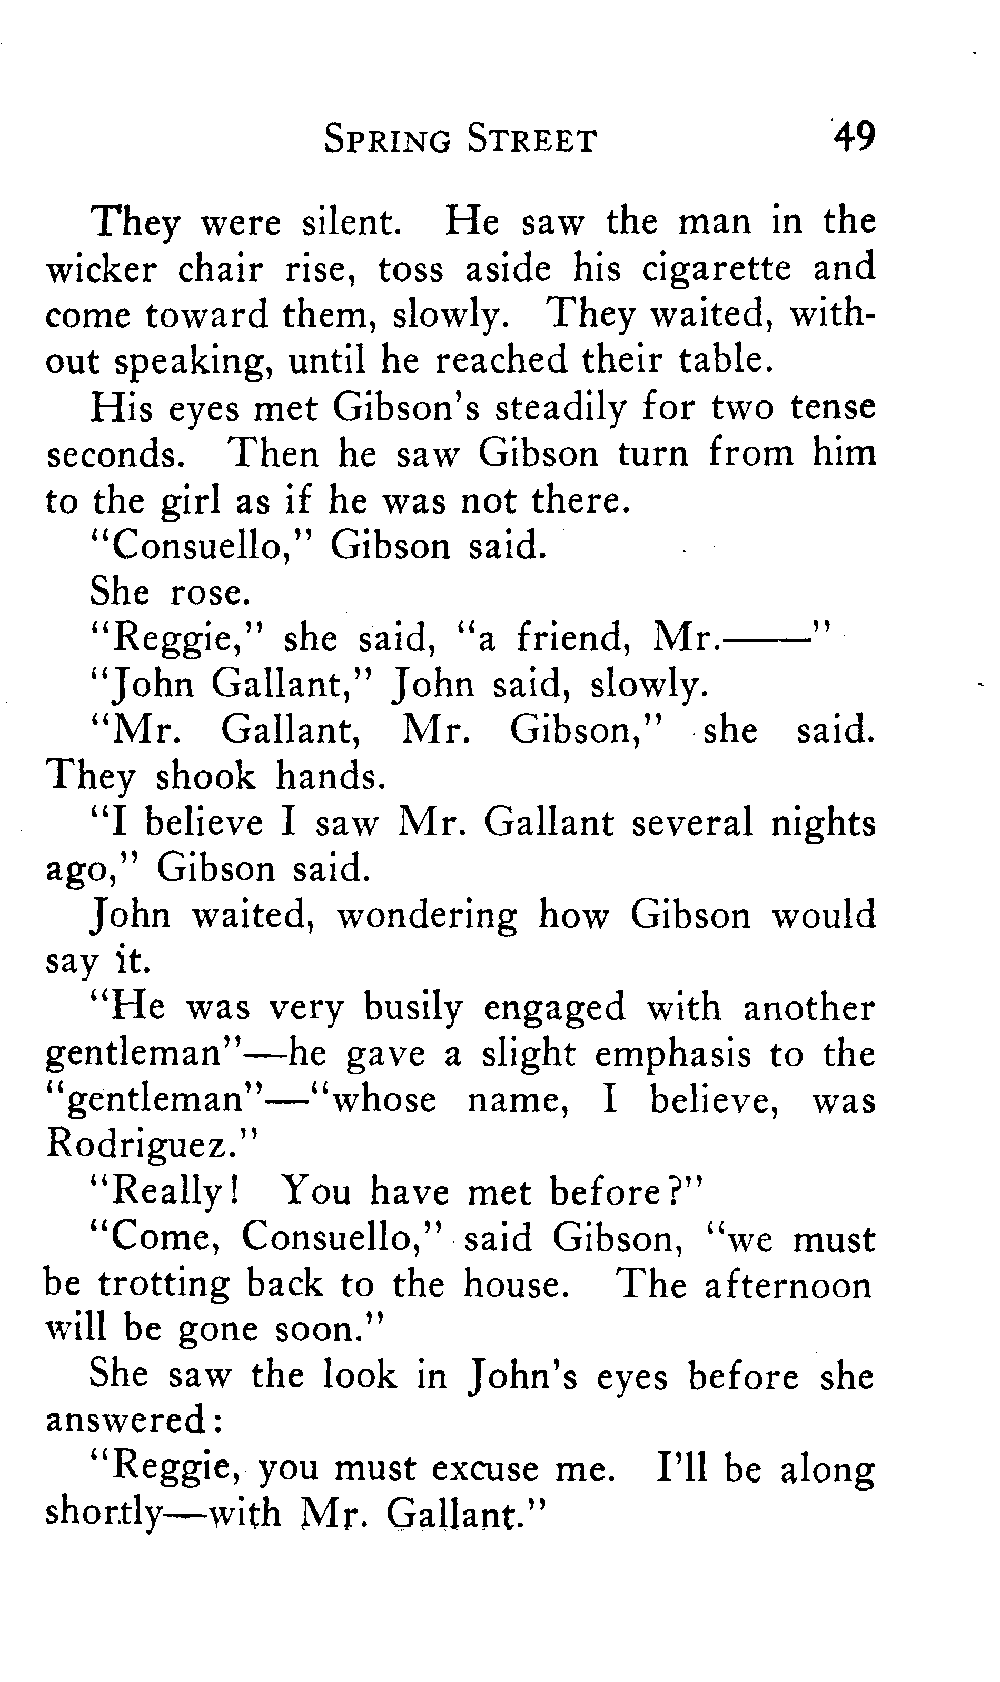 SPRING STREET 49
They were silent. He saw the man in the
wicker chair rise, toss aside his cigarette and
come toward them, slowly. They waited, with-
out speaking, until he reached their table.
His eyes met Gibson's steadily for two tense
seconds. Then he saw Gibson turn from him
to the girl as if he was not there.
"Consuello," Gibson said.
She rose.
"Reggie," she said, "a friend, Mr.——"
"John Gallant," John said, slowly.
"Mr. Gallant, Mr. Gibson," she said.
They shook hands.
"I believe I saw Mr. Gallant several nights
ago," Gibson said.
John waited, wondering how Gibson would
say it.
"He was very busily engaged with another
gentleman"—he gave a slight emphasis to the
"gentleman"—"whose name, I believe, was
Rodriguez."
"Really! You have met before?"
"Come, Consuello," said Gibson, "we must
be trotting back to the house. The afternoon
will be gone soon."
She saw the look in John's eyes before she
answered:
"Reggie, you must excuse me. I'll be along
shortly—with Mr. Gallant."